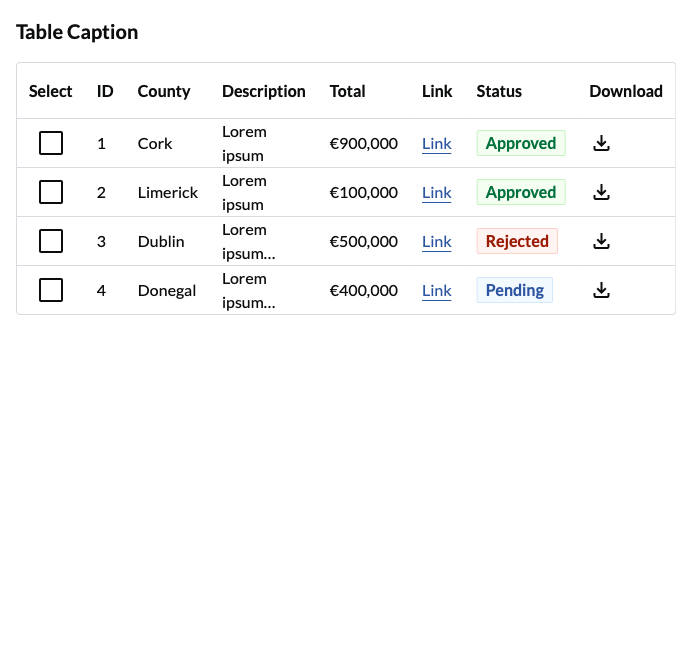 Table Caption
Select ID County Description Total Link Status Download
1 Cork Lorem ipsum €900,000 Link Approved
2 Limerick Lorem ipsum €100,000 Link Approved
3 Dublin Lorem ipsum... €500,000 Link Rejected
4 Donegal Lorem ipsum... €400,000 Link Pending